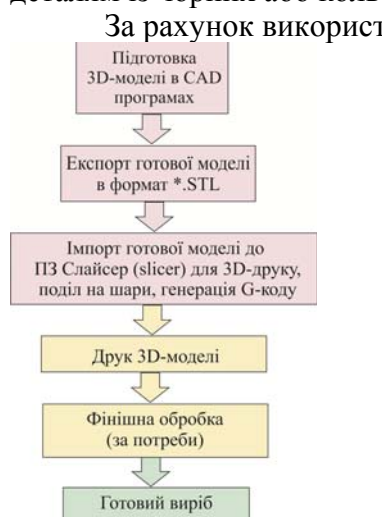 За рахунок використ
Підготовка
3D-моделі в CAD
програмах
Експорт готової моделі
в формат *.STL
Імпорт готової моделі до
ПЗ Слайсер (slicer) для 3D-друку,
поділ на шари, генерація G-коду
Друк 3D-моделі
Фінішна обробка
(за потреби)
Готовий виріб